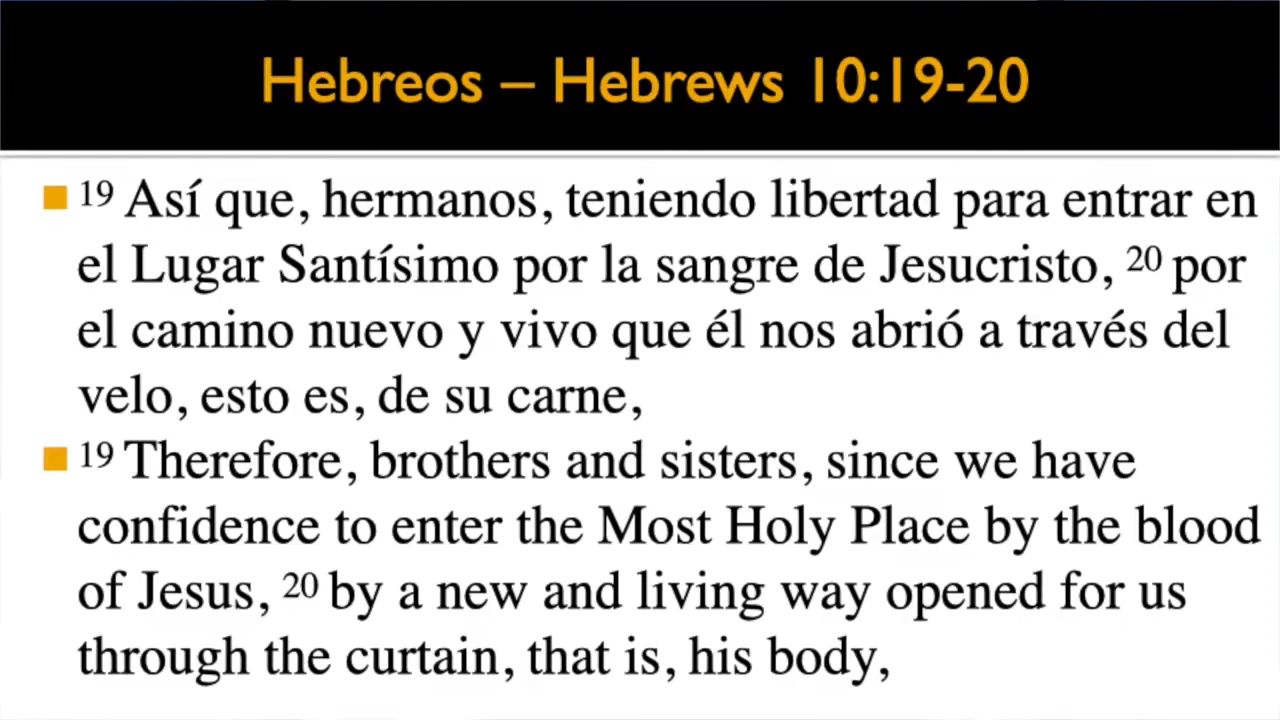 Hebreos – Hebrews 10:19-20
19 Así que, hermanos, teniendo libertad para entrar en
el Lugar Santísimo por la sangre de Jesucristo, 20 por
el camino nuevo y vivo que él nos abrió a través del
velo, esto es, de su carne,
19 Therefore, brothers and sisters, since we have
confidence to enter the Most Holy Place by the blood
of Jesus, 20 by a new and living way opened for us
through the curtain, that is, his body,